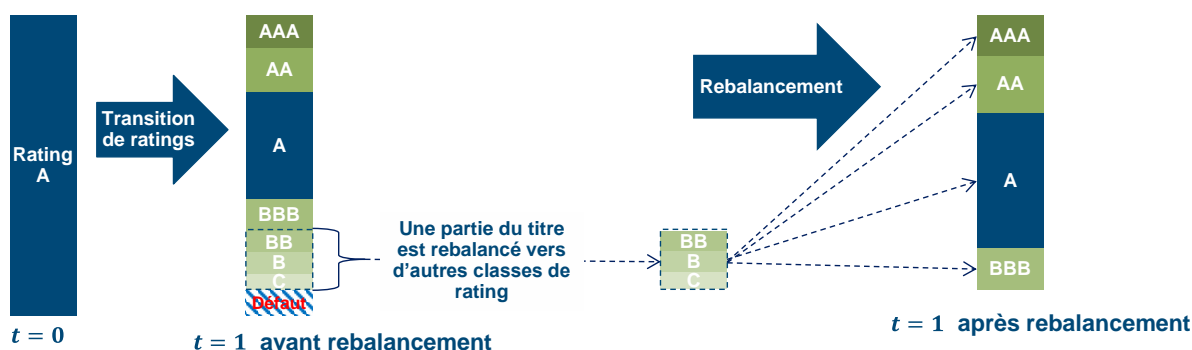 Rating
A
t = 0
Transition
de ratings
AAA
AA
A
BBB
BB
B
C
Défaut
t = 1 avant rebalancement
Une partie du titre
est rebalancé vers
d'autres classes de
rating
BB
B
C
Rebalancement
AAA
AA
A
BBB
t = 1 après rebalancement